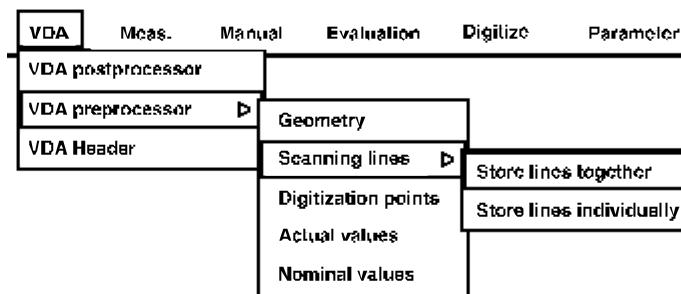 VDA Meas. Manual Evaluation Digitize Parameter
VDA postprocessor
VDA preprocessor
VDA Header
Geometry
Scanning lines
Digitization points
Actual values
Nominal values
Store lines together
Store lines individually